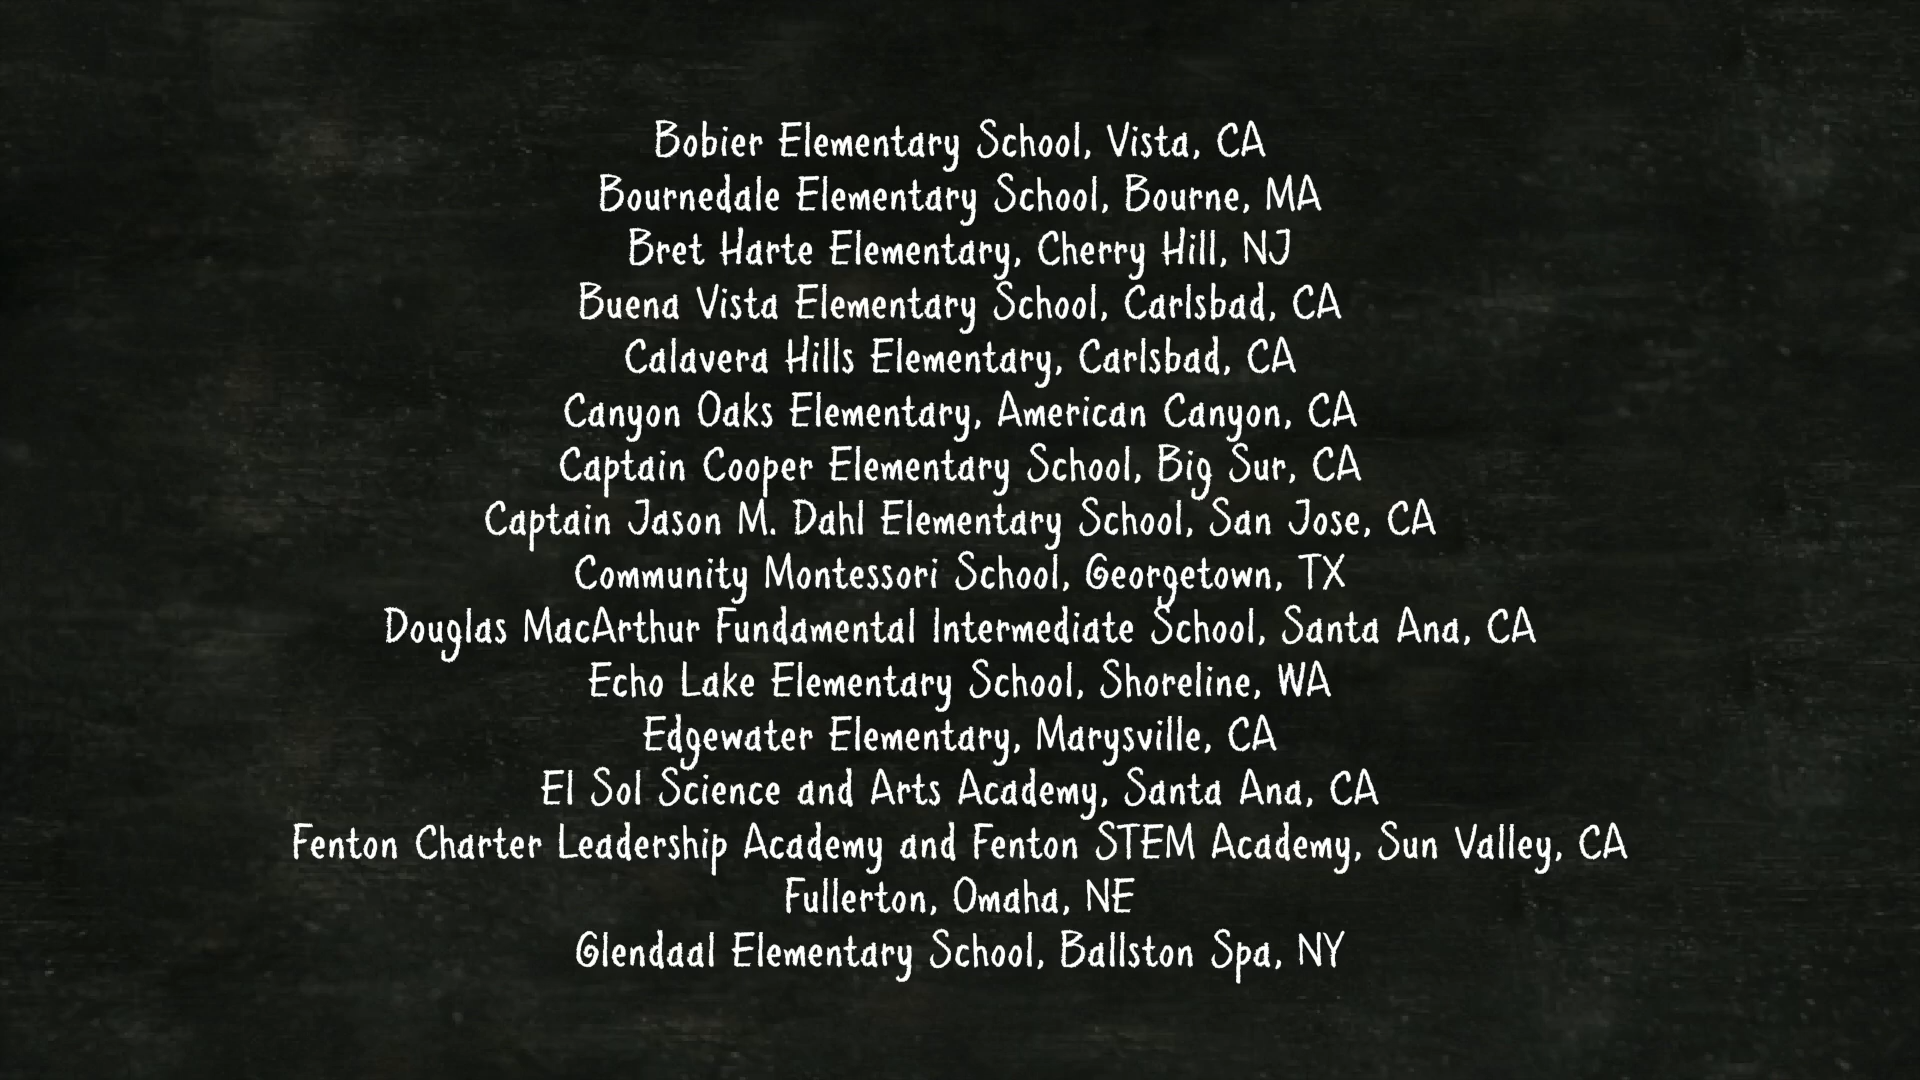 Bobier Elementary School, Vista, CA
Bournedale Elementary School, Bourne, MA
Bret Harte Elementary, Cherry Hill, NJ
Buena Vista Elementary School, Carlsbad, CA
Calavera Hills Elementary, Carlsbad, CA
Canyon Oaks Elementary, American Canyon, CA
Captain Cooper Elementary School, Big Sur, CA
Captain Jason M. Dahl Elementary School, San Jose, CA
Community Montessori School, Georgetown, TX
Douglas MacArthur Fundamental Intermediate School, Santa Ana, CA
Echo Lake Elementary School, Shoreline, WA
Edgewater Elementary, Marysville, CA
El Sol Science and Arts Academy, Santa Ana, CA
Fenton Charter Leadership Academy and Fenton STEM Academy, Sun Valley, CA
Fullerton, Omaha, NE
Glendaal Elementary School, Ballston Spa, NY